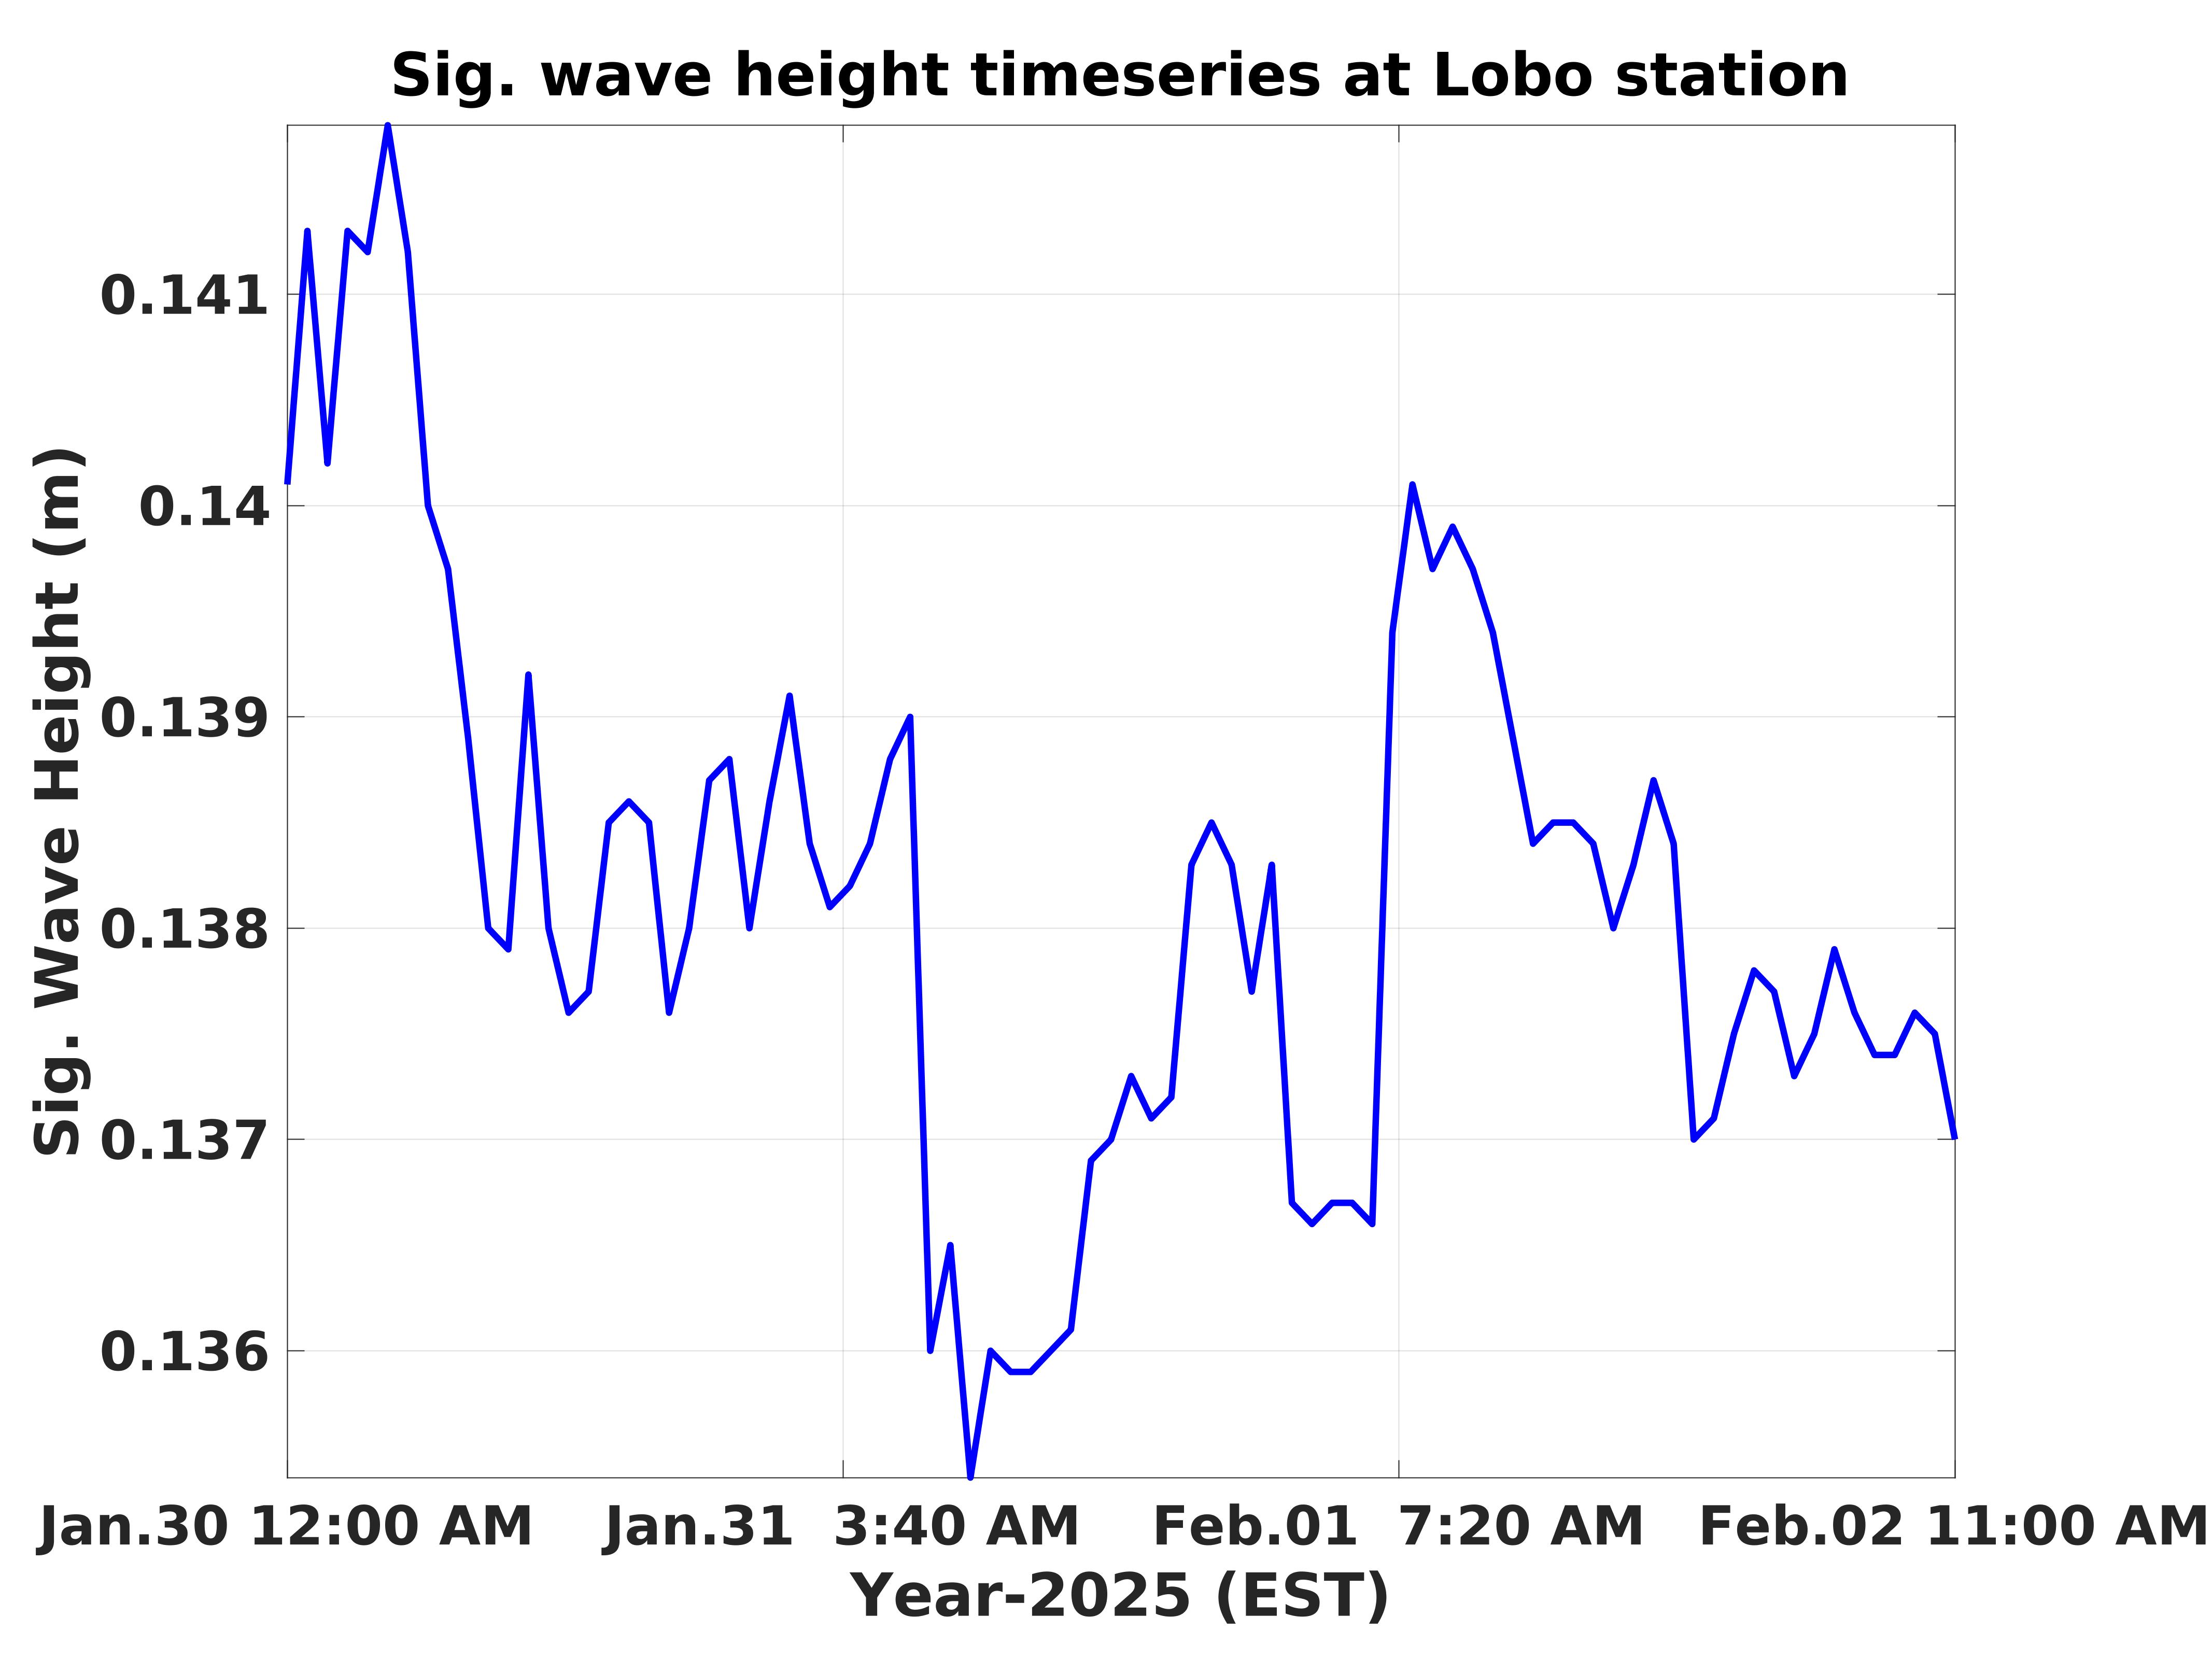 Sig. wave height timeseries at Lobo station
Sig. Wave Height (m)
0.141
0.14
0.139
0.138
0.137
0.136
Jan.30 12:00 AM Jan.31 3:40 AM Feb.01 7:20 AM Feb.02 11:00 AM
Year-2025 (EST)